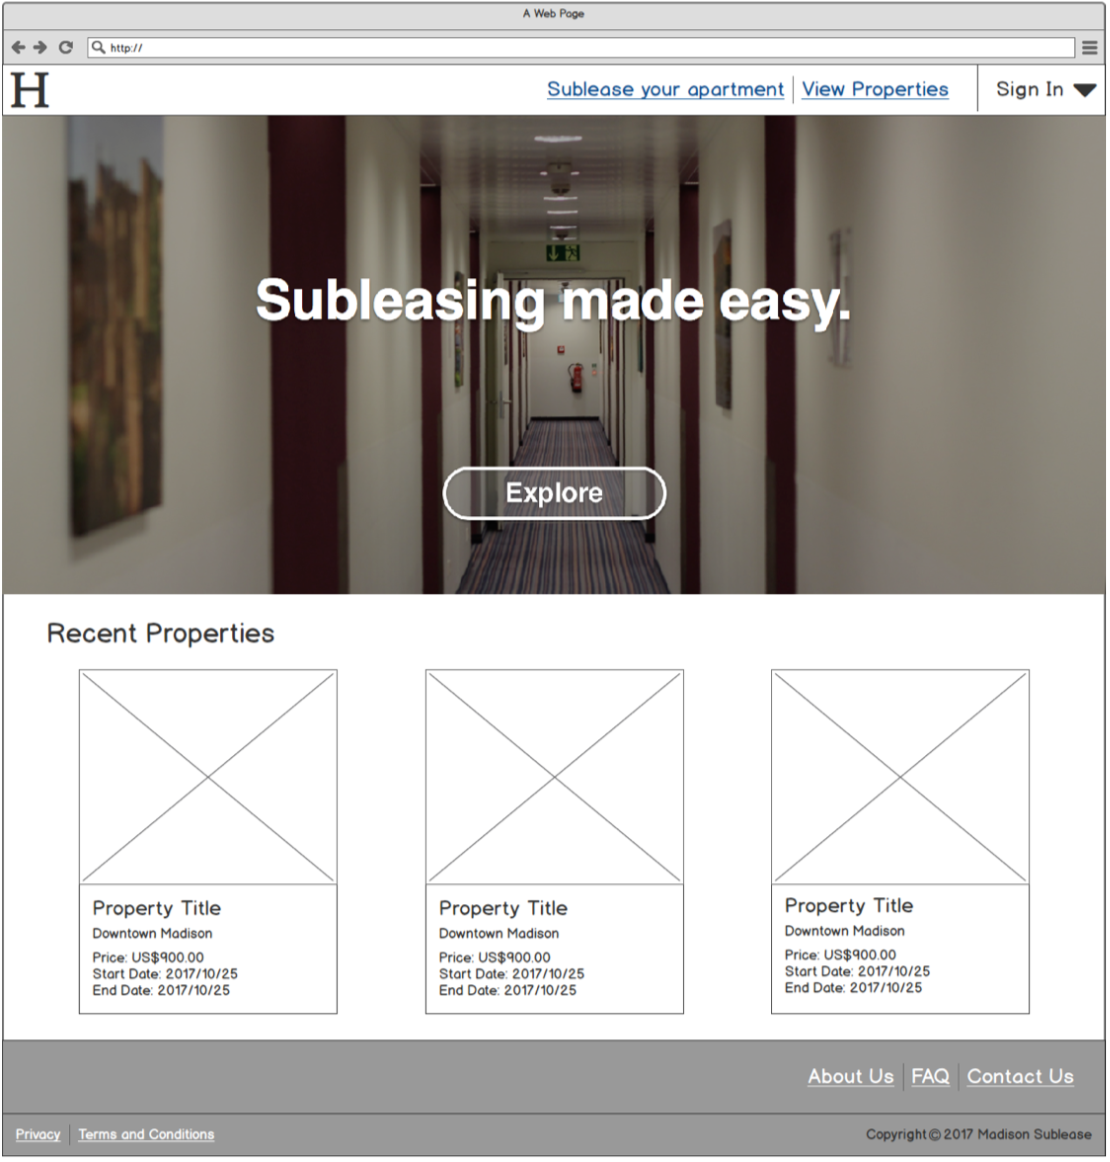 A Web Page
http://
H
Sublease your apartment
View Properties
Sign In
Subleasing made easy.
Explore
Recent Properties
Property Title
Downtown Madison
Price: US$900.00
Start Date: 2017/10/25
End Date: 2017/10/25
Property Title
Downtown Madison
Price: US$900.00
Start Date: 2017/10/25
End Date: 2017/10/25
Property Title
Downtown Madison
Price: US$900.00
Start Date: 2017/10/25
End Date: 2017/10/25
About Us
FAQ
Contact Us
Privacy
Terms and Conditions
Copyright © 2017 Madison Sublease